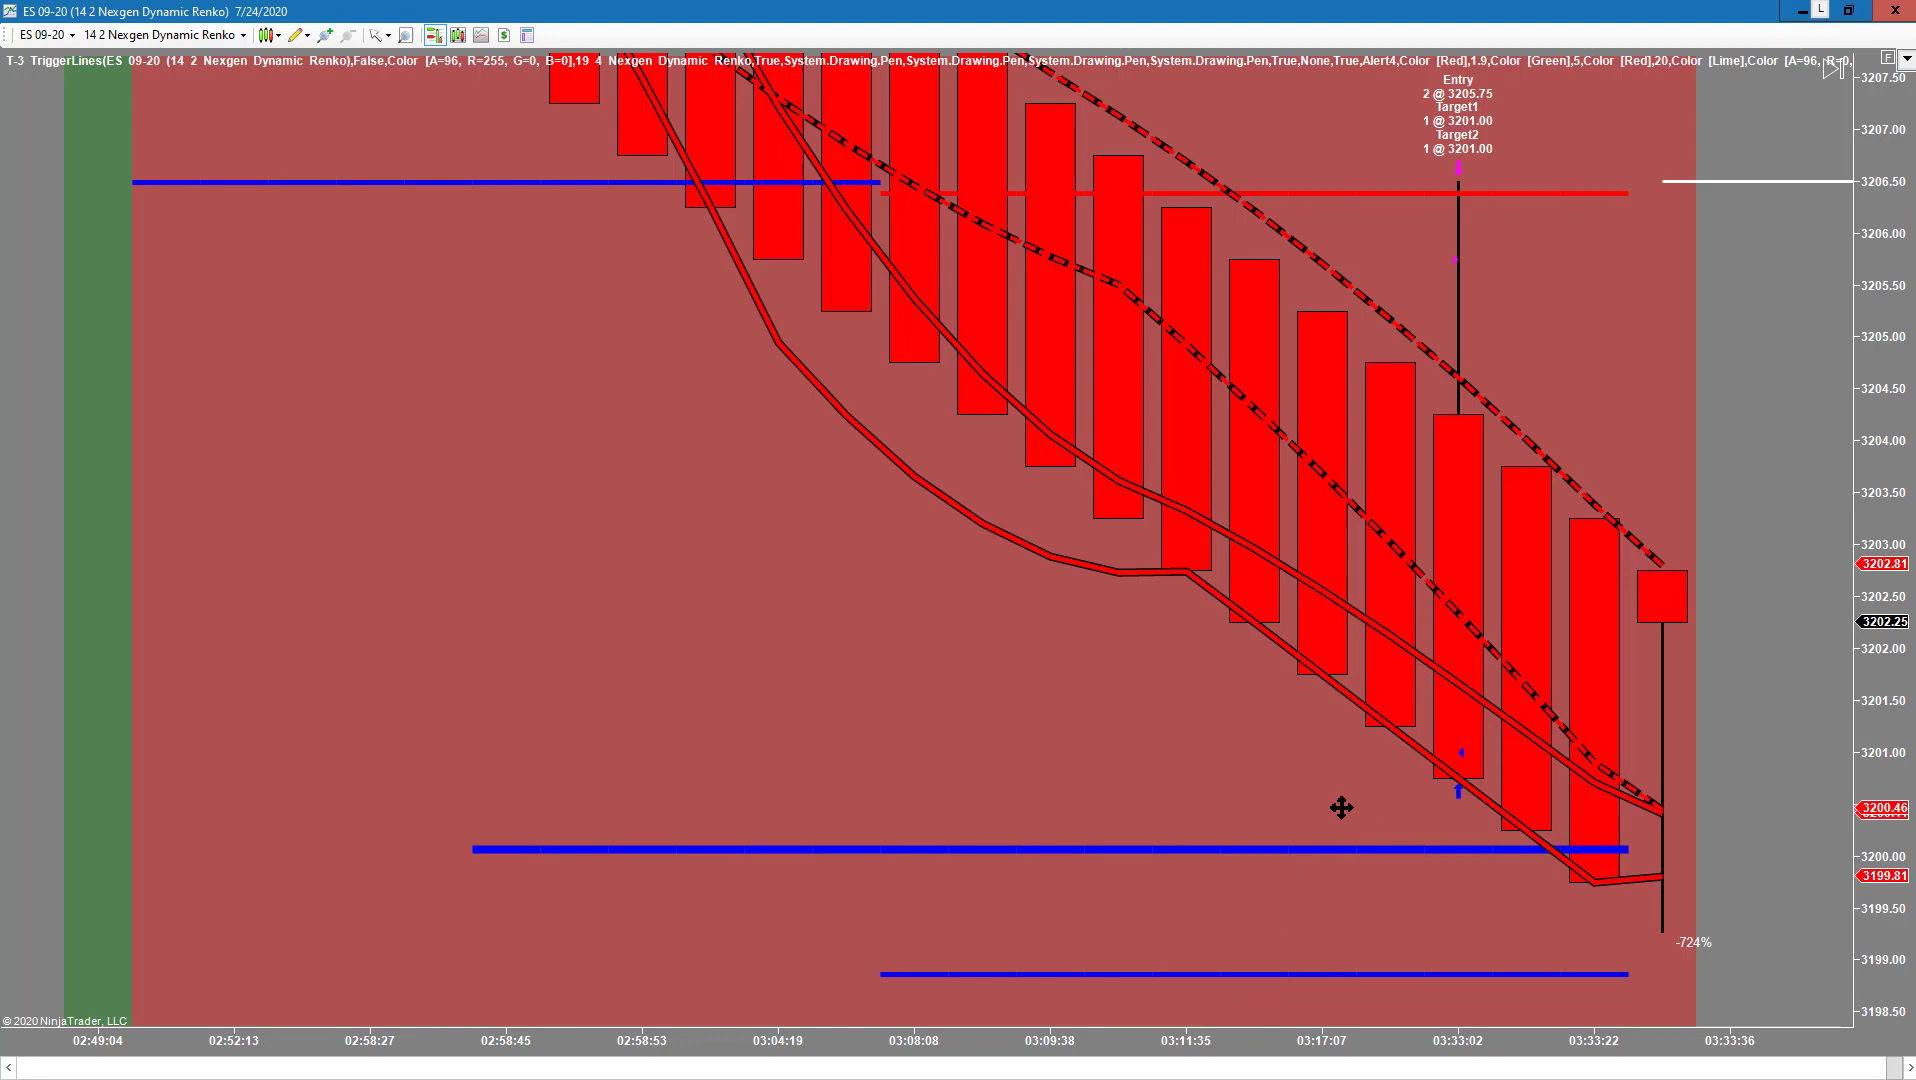 ES 09-20 (14 2 Nexgen Dynamic Renko)  7/24/2020
L
ES 09-20
14 2 Nexgen Dynamic Renko
T-3 TriggerLines(ES 09-20 (14 2 Nexgen Dynamic Renko),False,Color [A=96, R=255, G=0, B=0],19 4 Nexgen Dynamic Renko,True,System.Drawing.Pen,System.Drawing.Pen,System.Drawing.Pen,System.Drawing.Pen,True,None,True,Alert4,Color [Red],1.9,Color [Green],5,Color [Red],20,Color [Lime],Color [A=96, R=0,
F
Entry
2 @ 3205.75
Target1
1 @ 3201.00
Target2
1 @ 3201.00
3207.50
3207.00
3206.50
3206.00
3205.50
3205.00
3204.50
3204.00
3203.50
3203.00
3202.81
3202.50
3202.25
3202.00
3201.50
3201.00
3200.46
3200.00
3199.81
3199.50
-724%
3199.00
3198.50
© 2020 NinjaTrader, LLC
02:49:04
02:52:13
02:58:27
02:58:45
02:58:53
03:04:19
03:08:08
03:09:38
03:11:35
03:17:07
03:33:02
03:33:22
03:33:36